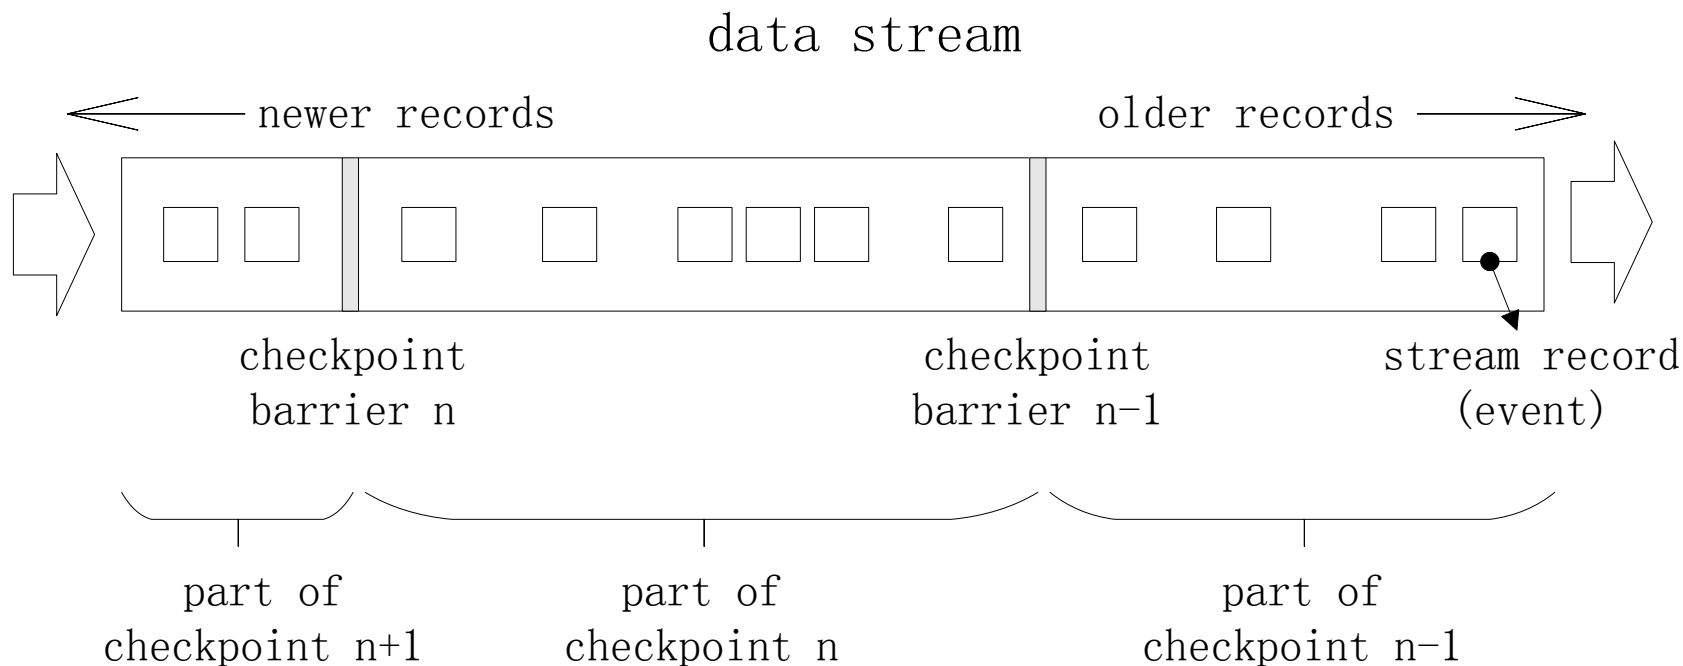 data stream
newer records
older records
checkpoint
barrier n
checkpoint
barrier n-1
stream record
(event)
part of
checkpoint n+1
part of
checkpoint n
part of
checkpoint n-1